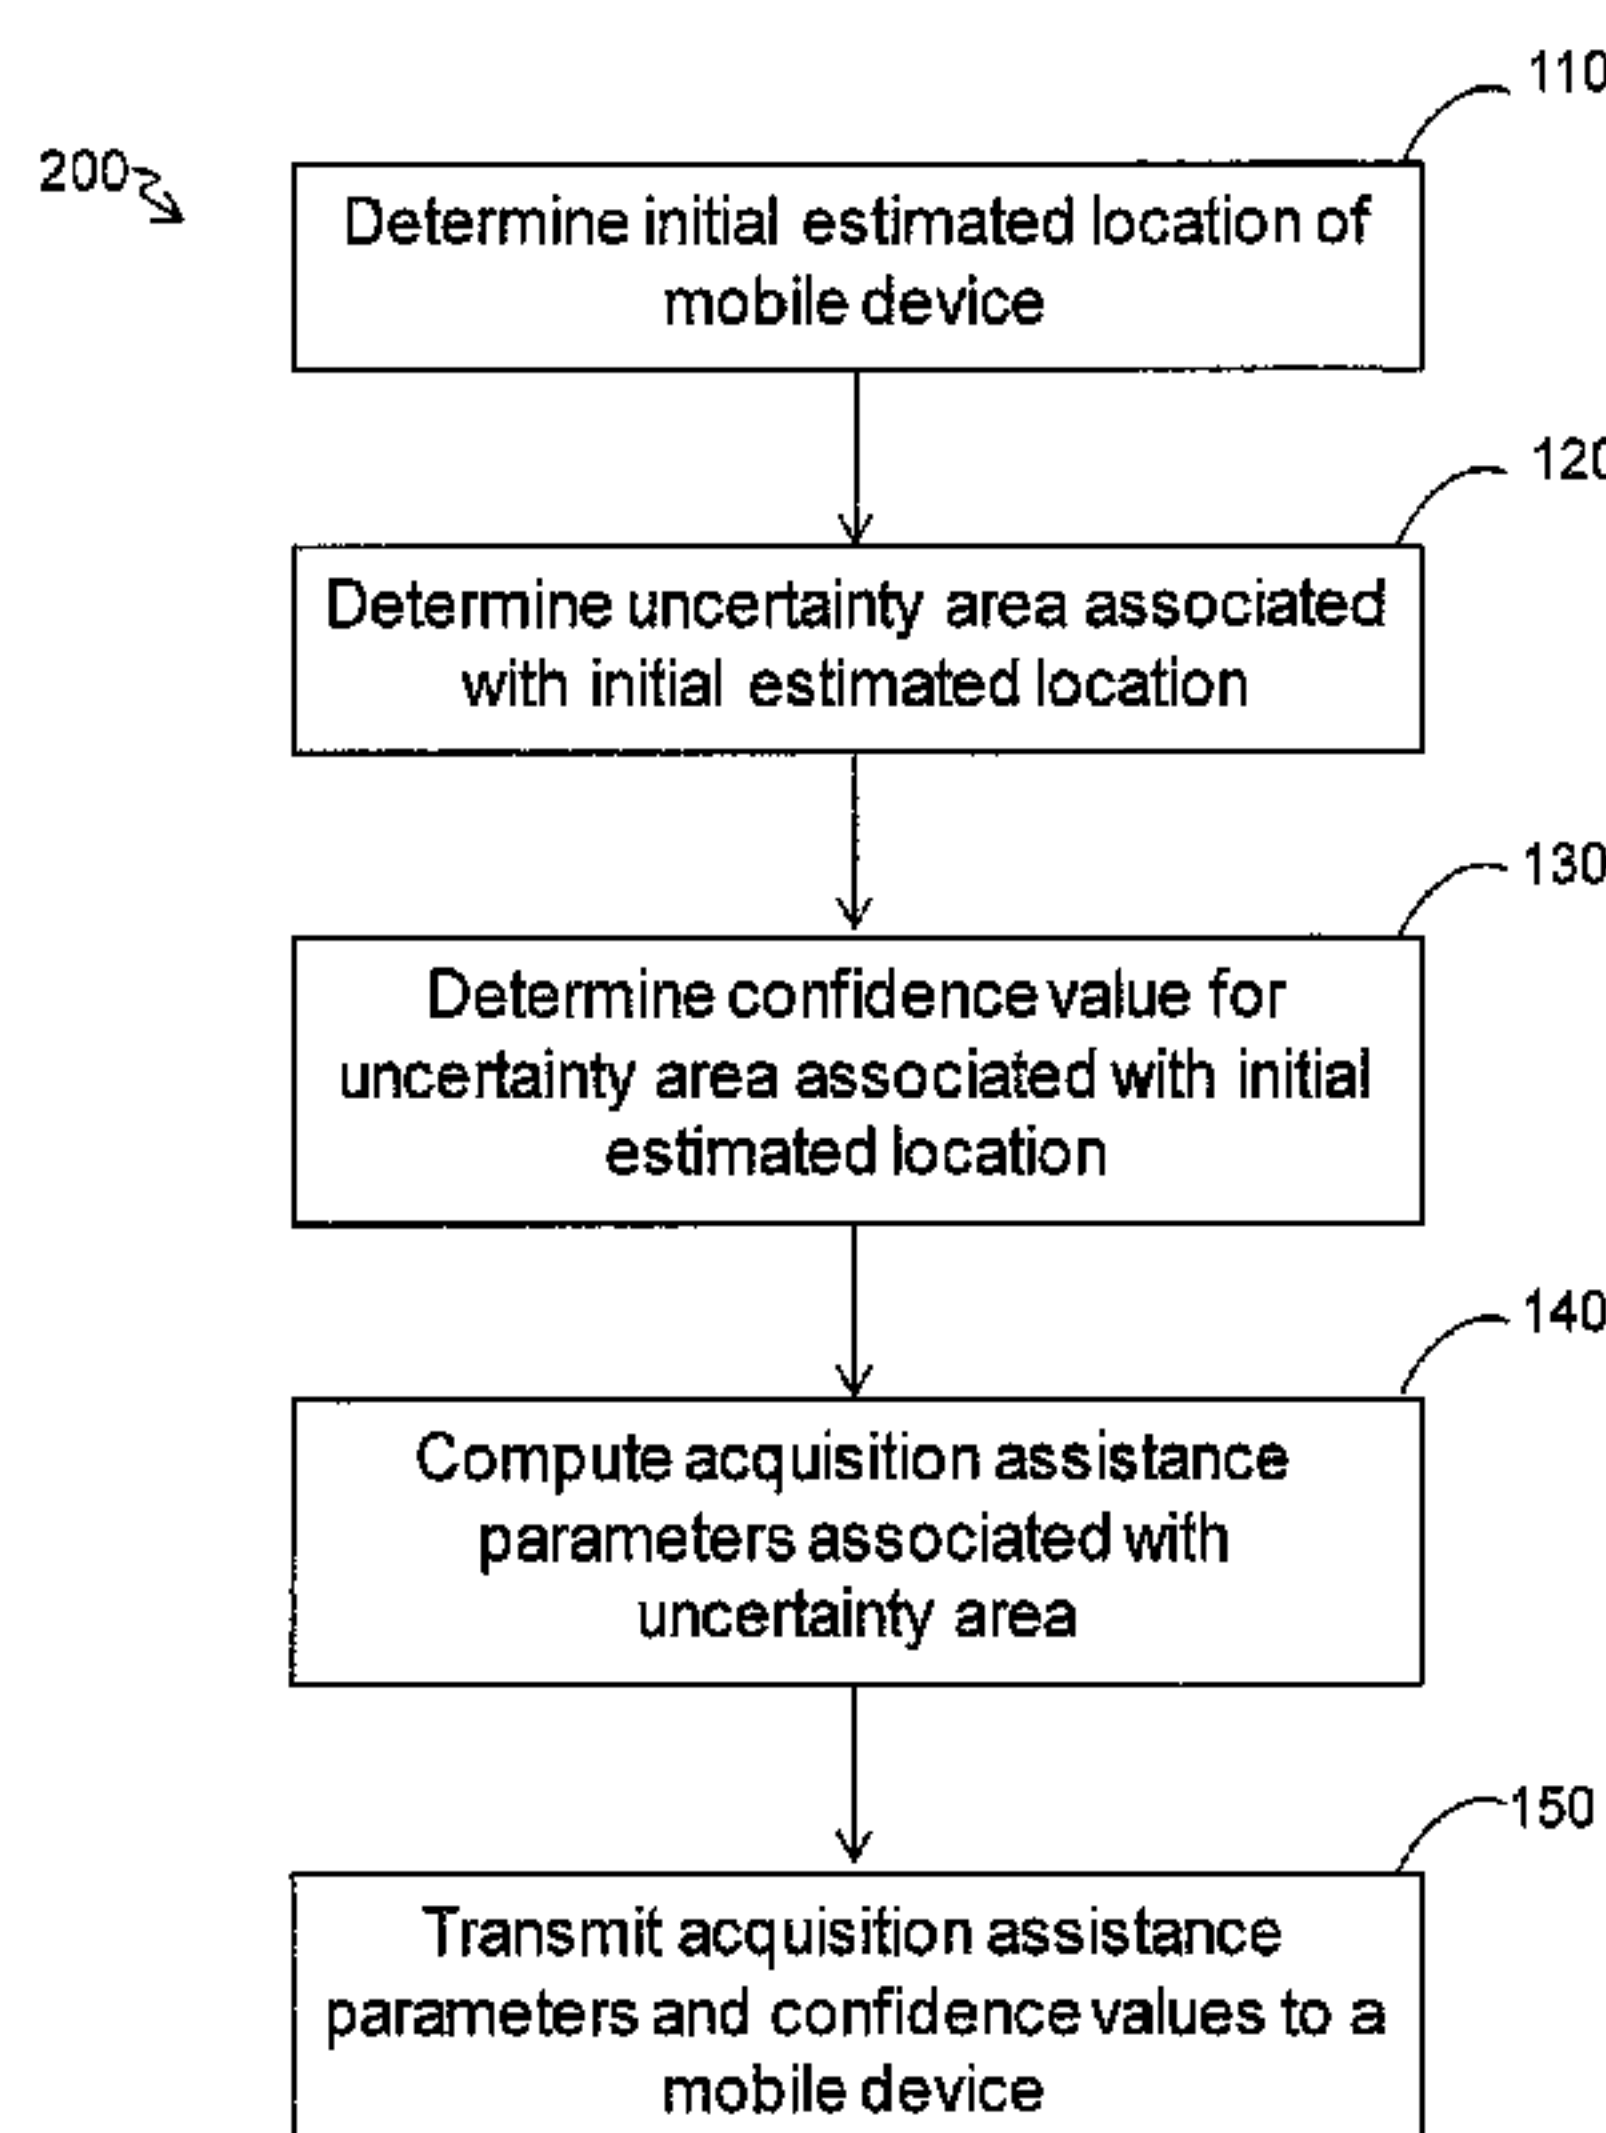 110
200
Determine initial estimated location of
mobile device
120
Determine uncertainty area associated
with initial estimated location
130
Determine confidence value for
uncertainty area associated with initial
estimated location
140
Compute acquisition assistance
parameters associated with
uncertainty area
150
Transmit acquisition assistance
parameters and confidence values to a
mobile device